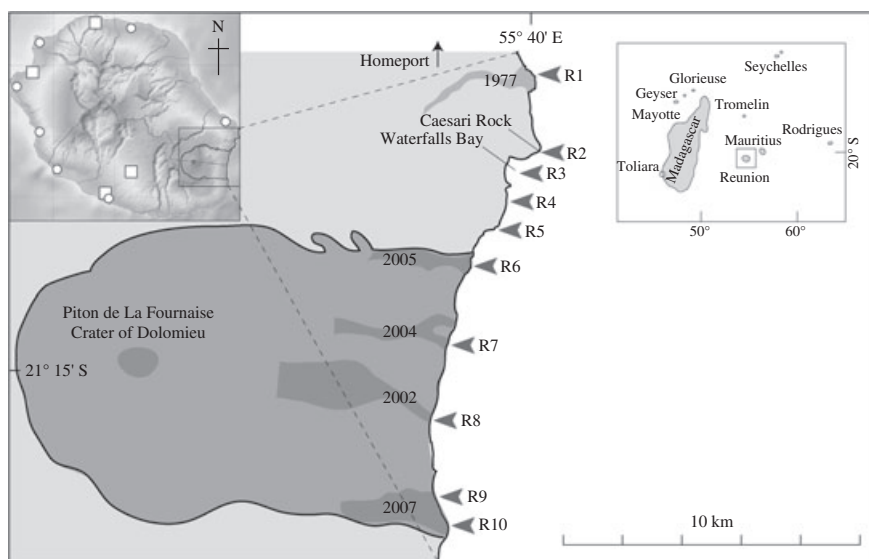 N
55° 40' E
Homeport
1977
R1
Caesari Rock
Waterfalls Bay
R2
R3
R4
R5
2005
R6
Piton de La Fournaise
Crater of Dolomieu
2004
R7
21° 15' S
2002
R8
R9
2007
R10
Seychelles
Glorieuse
Geyser
Mayotte
Tromelin
Madagascar
Mauritius
Rodrigues
Toliara
Reunion
20° S
50°
60°
10 km